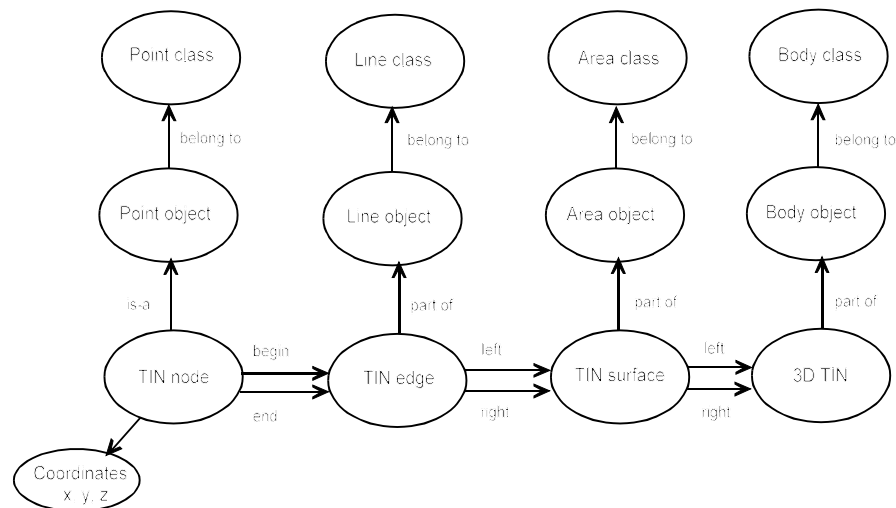 Point class
Line class
Area class
Body class
belong to
belong to
belong to
belong to
Point object
Line object
Area object
Body object
is-a
part of
part of
part of
begin
left
left
TIN node
TIN edge
TIN surface
3D TIN
end
right
right
Coordinates
x y, z